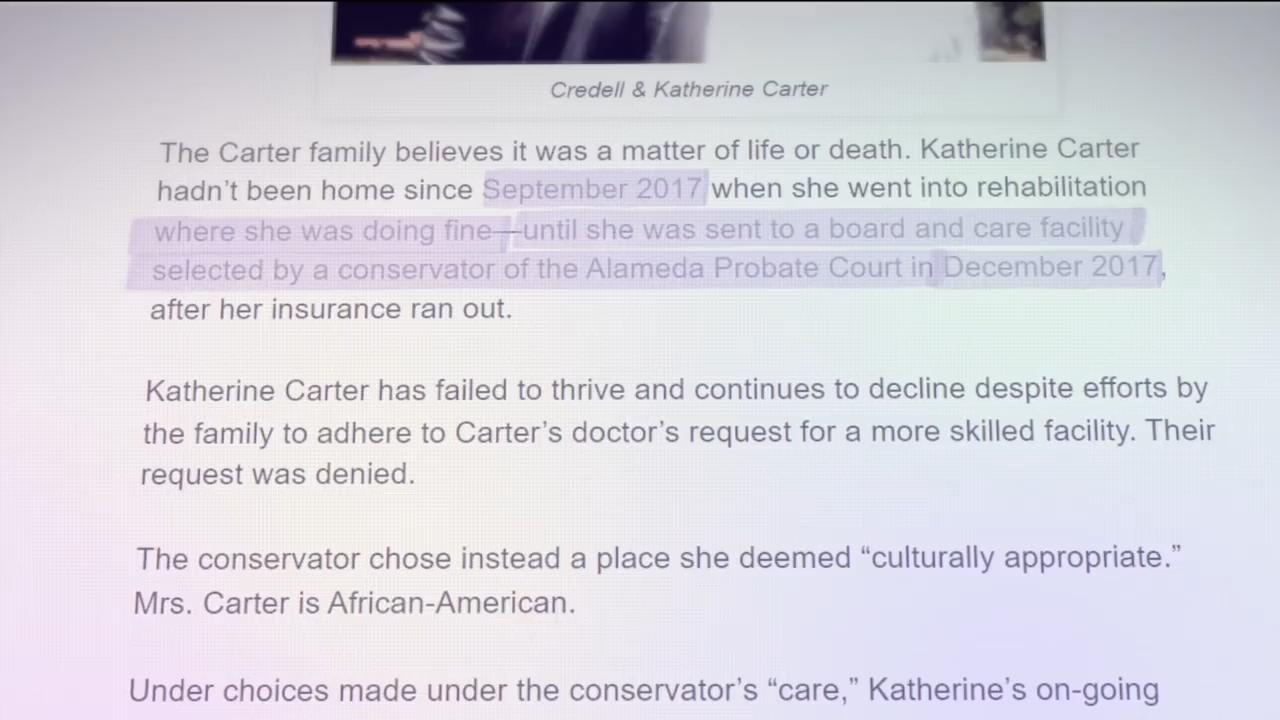 Credell & Katherine Carter
The Carter family believes it was a matter of life or death. Katherine Carter
hadn’t been home since September 2017 when she went into rehabilitation
where she was doing fine—until she was sent to a board and care facility
selected by a conservator of the Alameda Probate Court in December 2017,
after her insurance ran out.
Katherine Carter has failed to thrive and continues to decline despite efforts by
the family to adhere to Carter’s doctor’s request for a more skilled facility. Their
request was denied.
The conservator chose instead a place she deemed “culturally appropriate.”
Mrs. Carter is African-American.
Under choices made under the conservator’s “care,” Katherine’s on-going